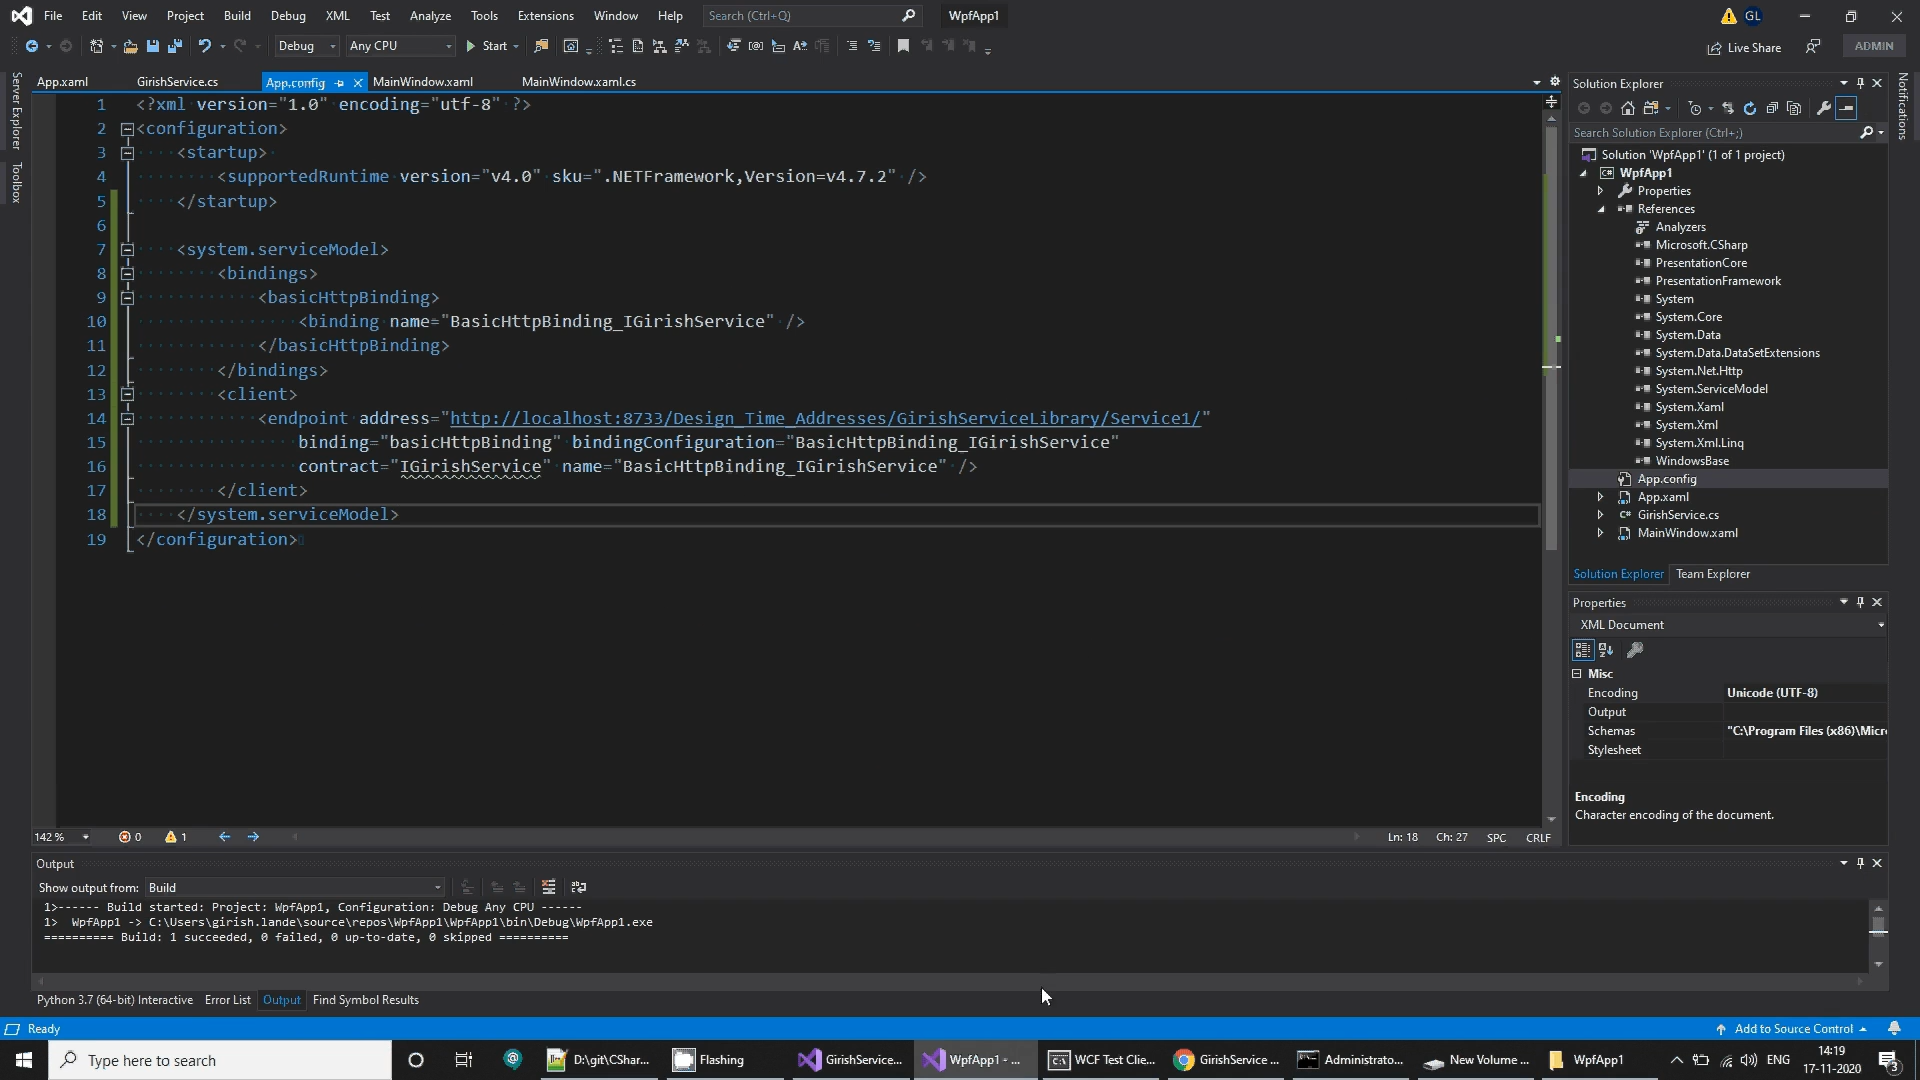 File Edit View Project Build Debug XML Test Analyze Tools Extensions Window Help Search (Ctrl+Q) WpfApp1 GL
Debug Any CPU Start Live Share ADMIN
Server Explorer
Toolbox
Notifications
App.xaml GirishService.cs App.config MainWindow.xaml MainWindow.xaml.cs
1 <?xml version="1.0" encoding="utf-8" ?>
2 <configuration>
3 <startup>
4 <supportedRuntime version="v4.0" sku=".NETFramework,Version=v4.7.2" />
5 </startup>
6
7 <system.serviceModel>
8 <bindings>
9 <basicHttpBinding>
10 <binding name="BasicHttpBinding_IGirishService" />
11 </basicHttpBinding>
12 </bindings>
13 <client>
14 <endpoint address="http://localhost:8733/Design_Time_Addresses/GirishServiceLibrary/Service1/"
15 binding="basicHttpBinding" bindingConfiguration="BasicHttpBinding_IGirishService"
16 contract="IGirishService" name="BasicHttpBinding_IGirishService" />
17 </client>
18 </system.serviceModel>
19 </configuration>
142 % 0 1 Ln: 18 Ch: 27 SPC CRLF
Solution Explorer
Search Solution Explorer (Ctrl+;)
Solution 'WpfApp1' (1 of 1 project)
C# WpfApp1
Properties
References
Analyzers
Microsoft.CSharp
PresentationCore
PresentationFramework
System
System.Core
System.Data
System.Data.DataSetExtensions
System.Net.Http
System.ServiceModel
System.Xaml
System.Xml
System.Xml.Linq
WindowsBase
App.config
App.xaml
C# GirishService.cs
MainWindow.xaml
Solution Explorer Team Explorer
Properties
XML Document
Misc
Encoding Unicode (UTF-8)
Output
Schemas "C:\Program Files (x86)\Micr
Stylesheet
Encoding
Character encoding of the document.
Output
Show output from: Build
1>------ Build started: Project: WpfApp1, Configuration: Debug Any CPU ------
1> WpfApp1 -> C:\Users\girish.lande\source\repos\WpfApp1\WpfApp1\bin\Debug\WpfApp1.exe
========== Build: 1 succeeded, 0 failed, 0 up-to-date, 0 skipped ==========
Python 3.7 (64-bit) Interactive Error List Output Find Symbol Results
Ready Add to Source Control
Type here to search D:\git\CShar... Flashing GirishService... WpfApp1 - ... WCF Test Clie... GirishService ... Administrato... New Volume ... WpfApp1 ENG 14:19
17-11-2020 3